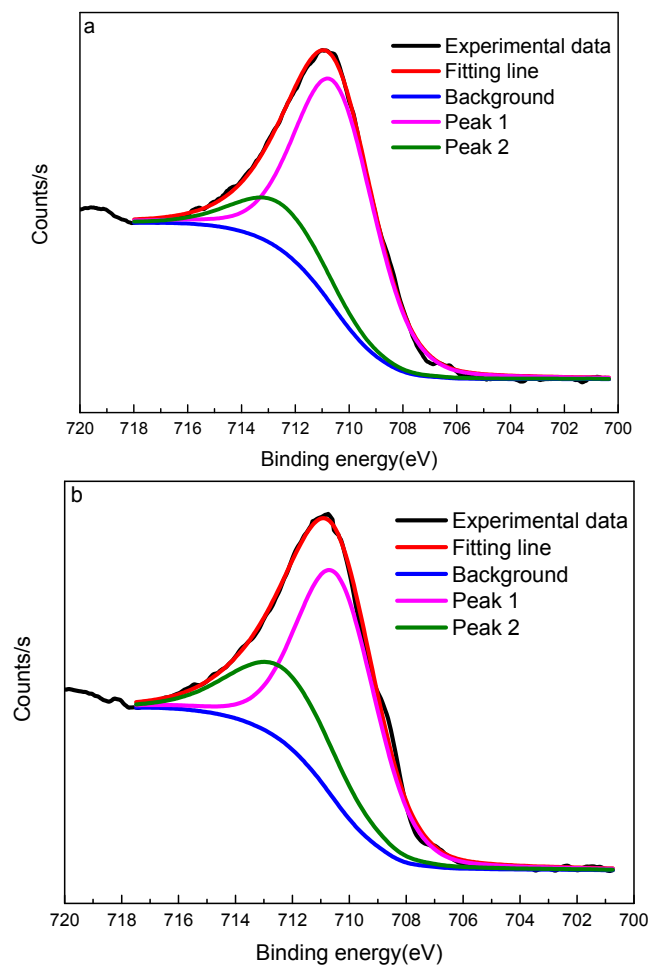 a
Experimental data
Fitting line
Background
Peak 1
Peak 2
Counts/s
720 718 716 714 712 710 708 706 704 702 700
Binding energy(eV)
b
Experimental data
Fitting line
Background
Peak 1
Peak 2
Counts/s
720 718 716 714 712 710 708 706 704 702 700
Binding energy(eV)